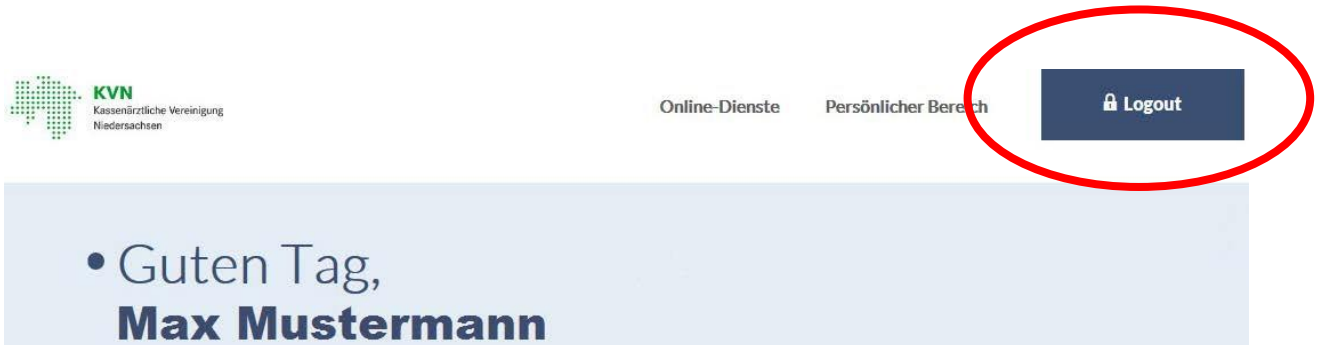 KVN
Kassenärztliche Vereinigung
Niedersachsen
Online-Dienste Persönlicher Bereich Logout
• Guten Tag,
Max Mustermann